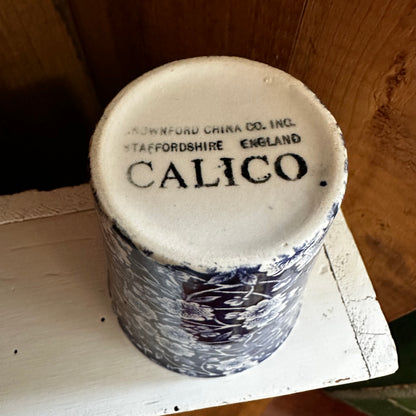 CROWNFORD CHINA CO. INC.
STAFFORDSHIRE ENGLAND
CALICO